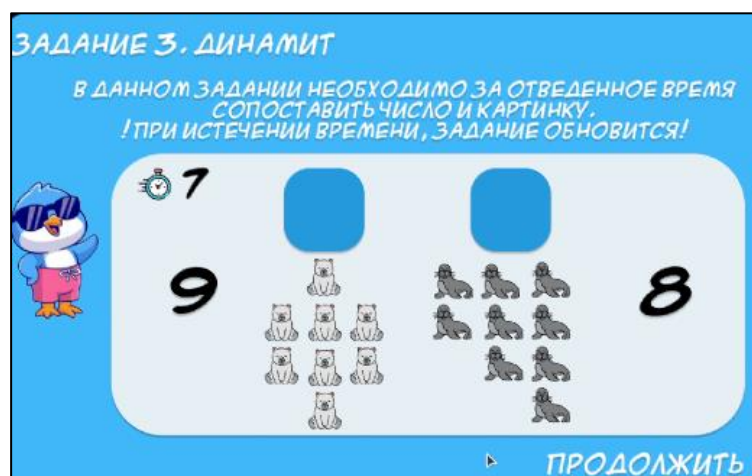 ЗАДАНИЕ 3. ДИНАМИТ
В ДАННОМ ЗАДАНИИ НЕОБХОДИМО ЗА ОТВЕДЕННОЕ ВРЕМЯ
СОПОСТАВИТЬ ЧИСЛО И КАРТИНКУ.
!ПРИ ИСТЕЧЕНИИ ВРЕМЕНИ, ЗАДАНИЕ ОБНОВИТСЯ!
7
9
8
ПРОДОЛЖИТЬ